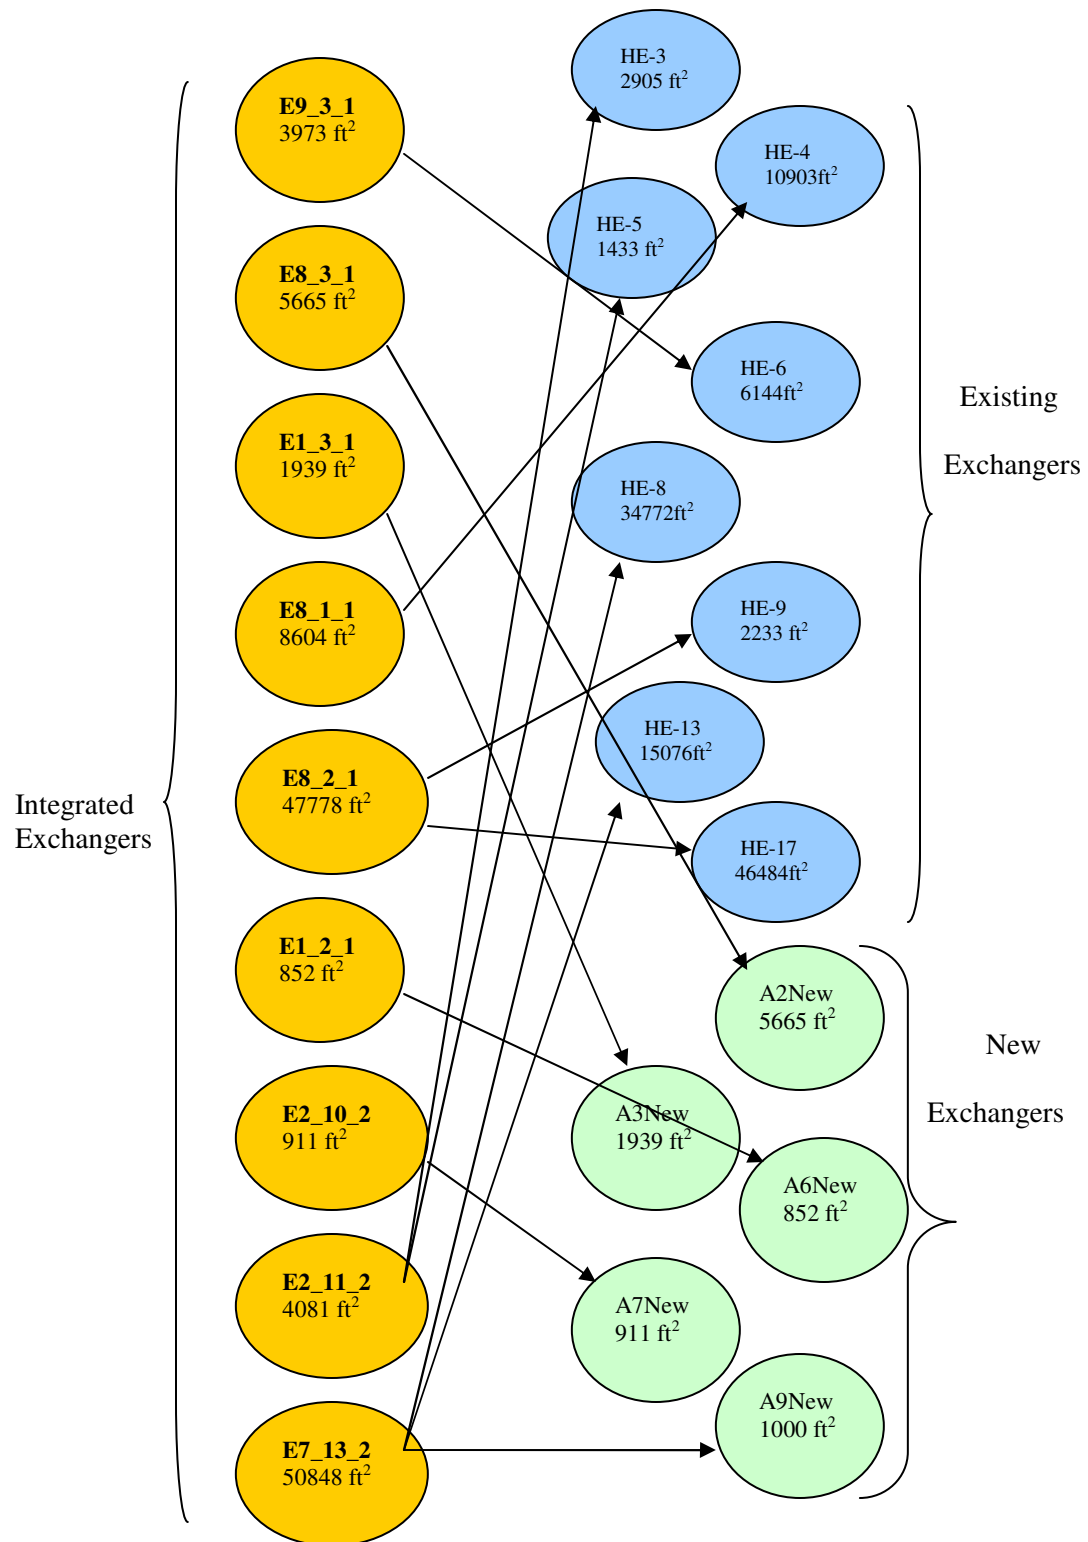 Integrated
Exchangers
E9_3_1
3973 ft²
E8_3_1
5665 ft²
E1_3_1
1939 ft²
E8_1_1
8604 ft²
E8_2_1
47778 ft²
E1_2_1
852 ft²
E2_10_2
911 ft²
E2_11_2
4081 ft²
E7_13_2
50848 ft²
HE-3
2905 ft²
HE-4
10903ft²
HE-5
1433 ft²
HE-6
6144ft²
HE-8
34772ft²
HE-9
2233 ft²
HE-13
15076ft²
HE-17
46484ft²
A2New
5665 ft²
A3New
1939 ft²
A6New
852 ft²
A7New
911 ft²
A9New
1000 ft²
Existing
Exchangers
New
Exchangers